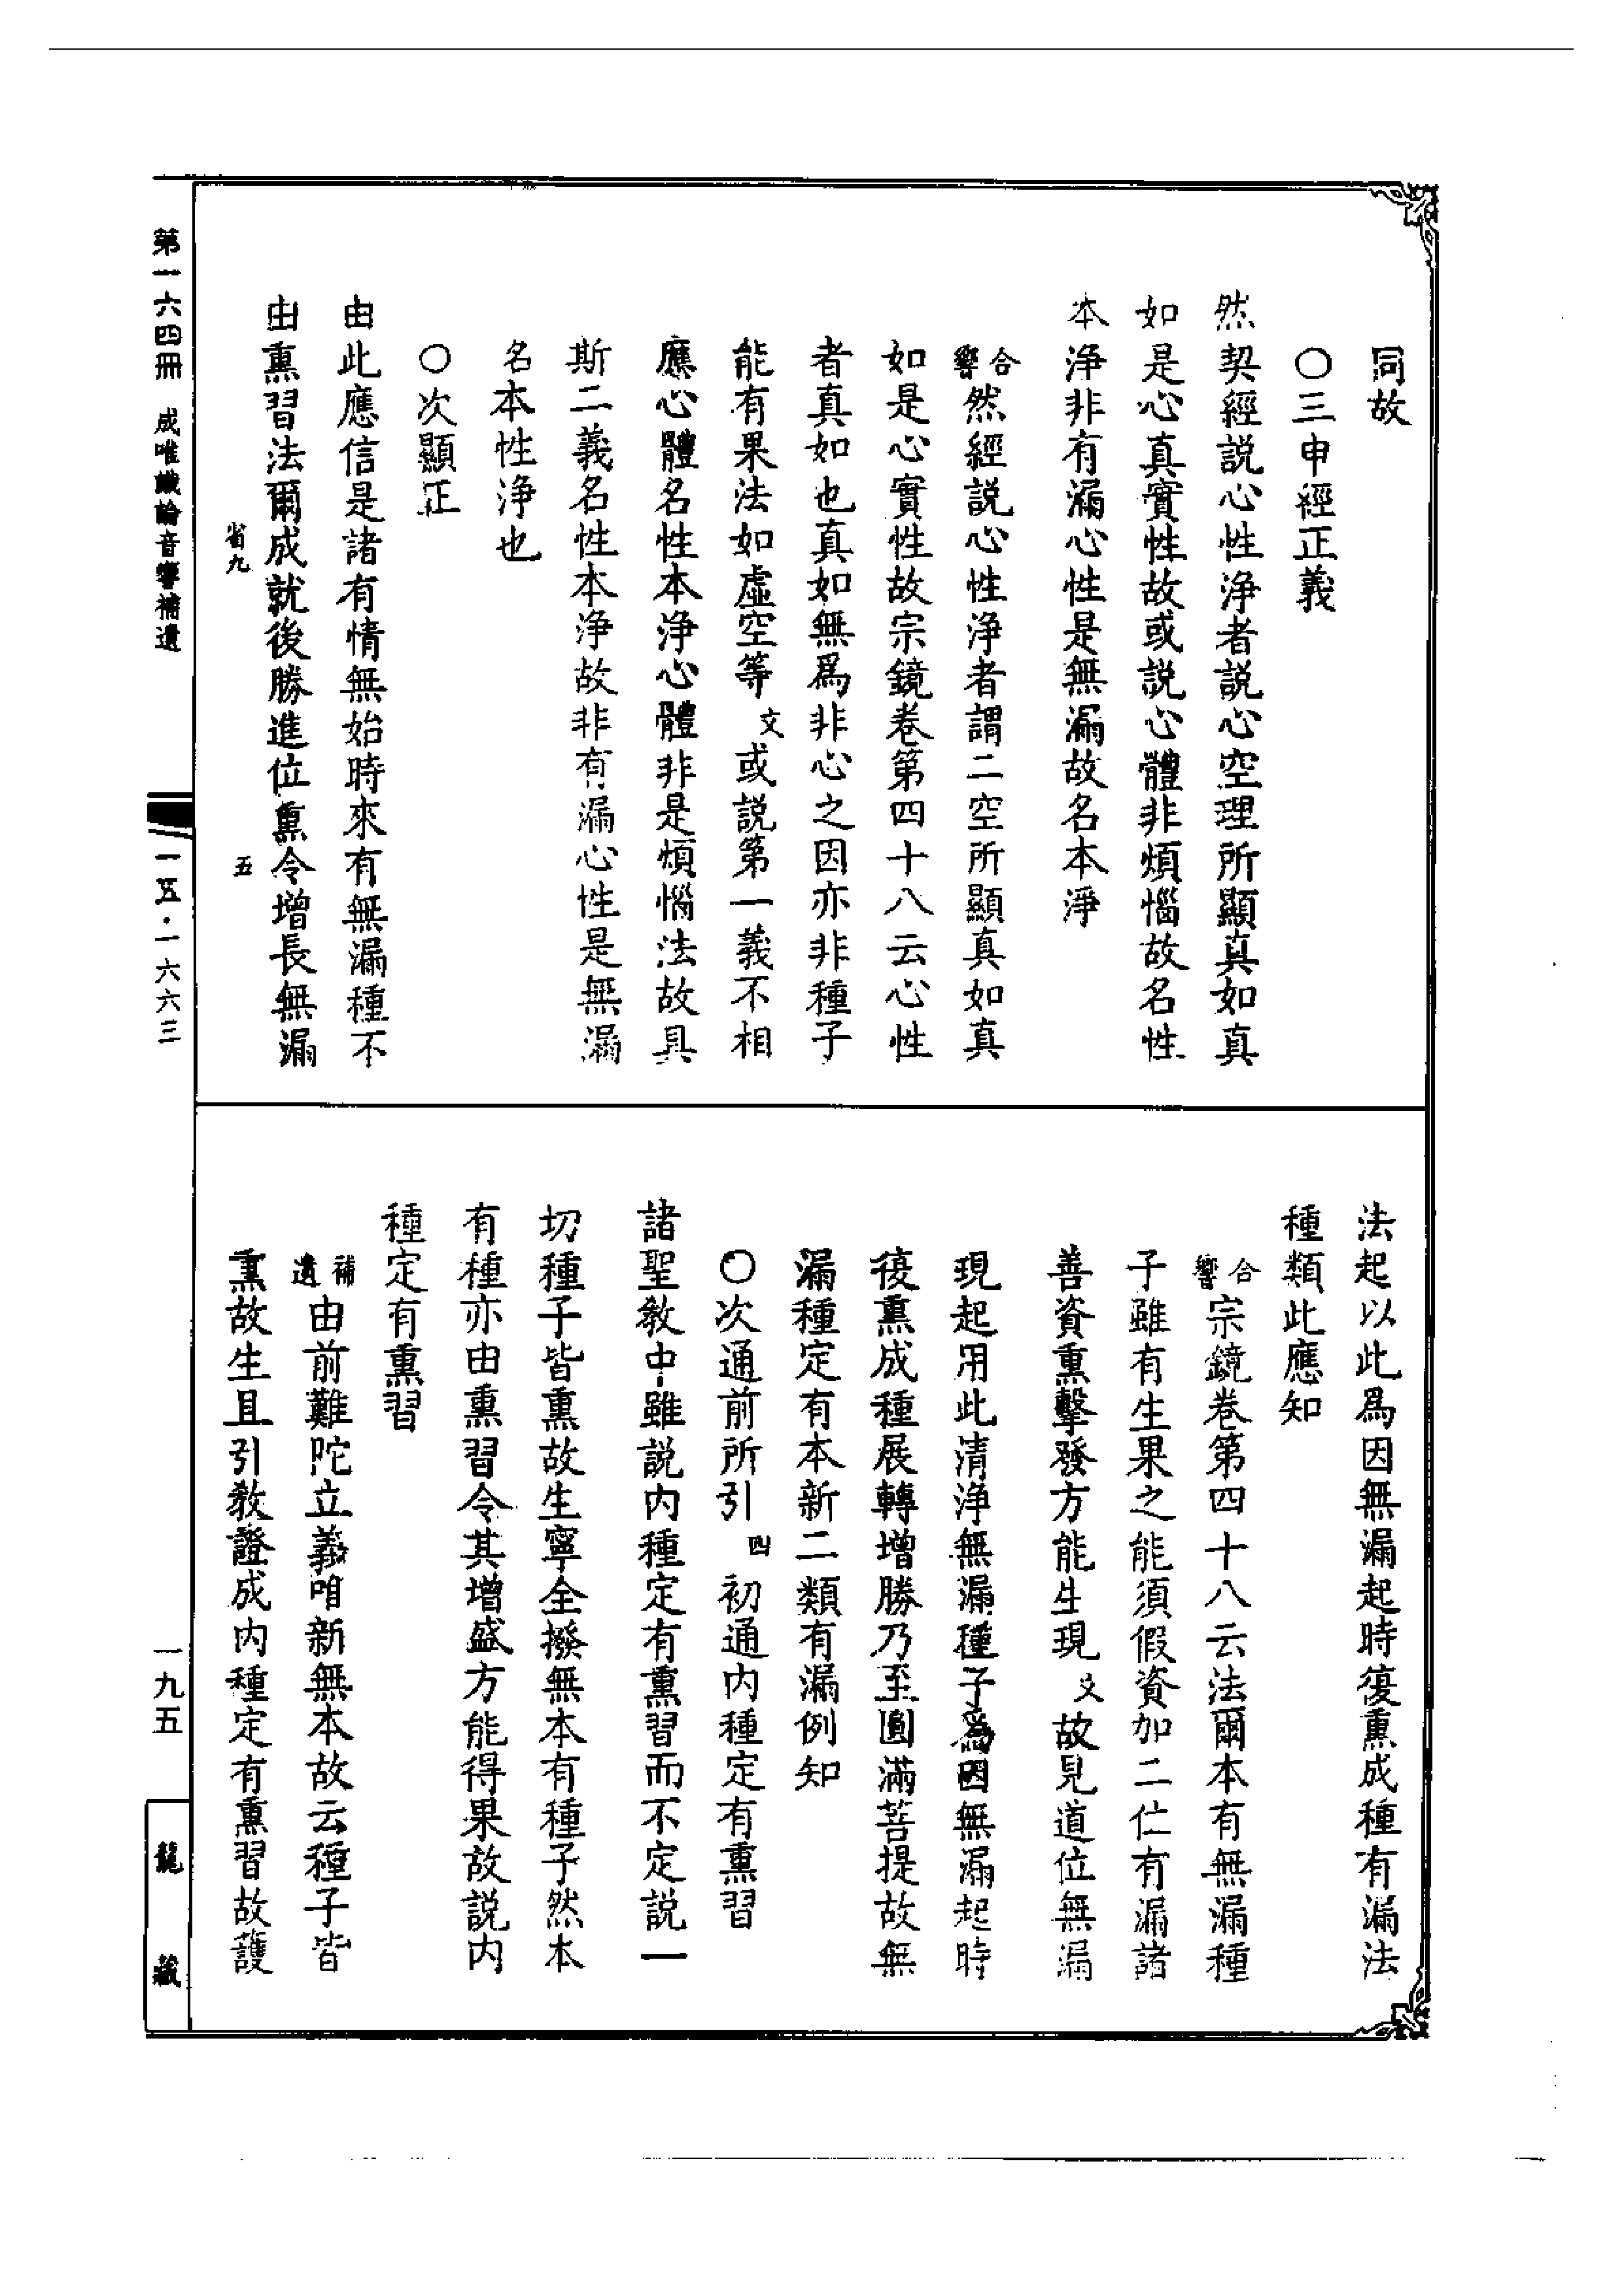 同故
○三申經正義
然契經説心性淨者説心空理所顯真如真
如是心真實性故或説心體非煩惱故名性
本淨非有漏心性是無漏故名本淨
合響然經説心性淨者謂二空所顯真如真
如是心實性故宗鏡卷第四十八云心性
者真如也真如無爲非心之因亦非種子
能有果法如虛空等文或説第一義不相
應心體名性本淨心體非是煩惱法故具
斯二義名性本淨故非有漏心性是無漏
名本性淨也
○次顯正
由此應信是諸有情無始時來有無漏種不
由熏習法爾成就後勝進位熏令增長無漏
省九
五
法起以此爲因無漏起時復熏成種有漏法
種類此應知
合響宗鏡卷第四十八云法爾本有無漏種
子雖有生果之能須假資加二位有漏諸
善資熏擊發方能生現文故見道位無漏
現起用此清淨無漏種子爲因無漏起時
復熏成種展轉增勝乃至圓滿菩提故無
漏種定有本新二類有漏例知
○次通前所引四初通內種定有熏習
諸聖敎中雖説內種定有熏習而不定説一
切種子皆熏故生寧全撥無本有種子然本
有種亦由熏習令其增盛方能得果故説內
種定有熏習
補遺由前難陀立義唯新無本故云種子皆
熏故生且引敎證成內種定有熏習故護
第一六四冊 成唯識論音響補遺
一五·一六六三
一九五
龍藏